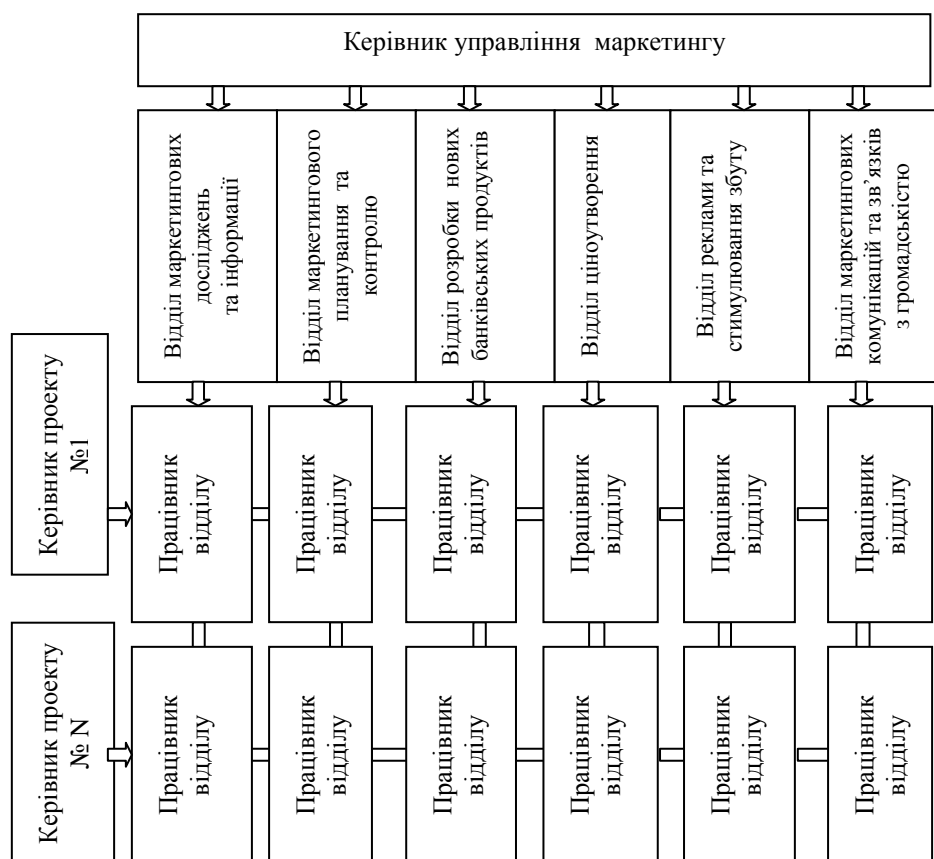 Керівник управління маркетингу
Відділ маркетингових
досліджень
та інформації
Відділ маркетингового
планування та
контролю
Відділ розробки нових
банківських продуктів
Відділ ціноутворення
Відділ реклами та
стимулювання збуту
Відділ маркетингових
комунікацій та зв’язків
з громадськістю
Керівник проекту
№1
Працівник
відділу
Працівник
відділу
Працівник
відділу
Працівник
відділу
Працівник
відділу
Працівник
відділу
Керівник проекту
№ N
Працівник
відділу
Працівник
відділу
Працівник
відділу
Працівник
відділу
Працівник
відділу
Працівник
відділу